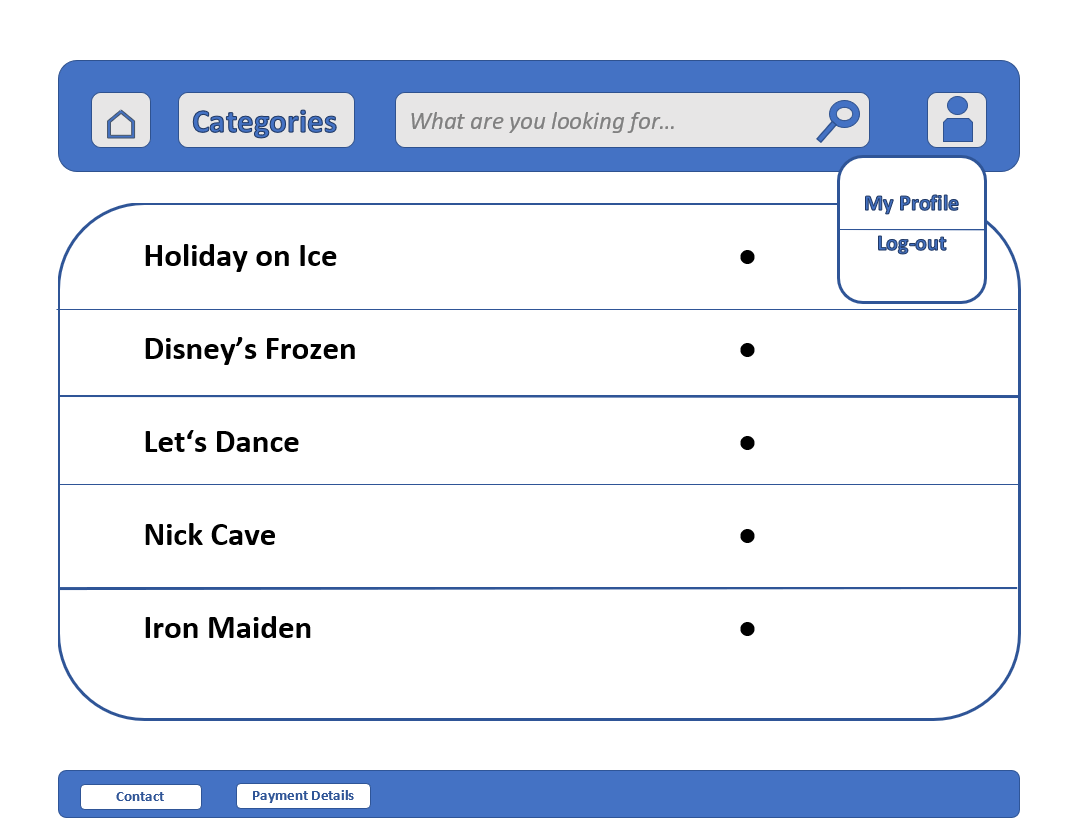 Categories
What are you looking for...
My Profile
Log-out
Holiday on Ice •
Disney’s Frozen •
Let‘s Dance •
Nick Cave •
Iron Maiden •
Contact
Payment Details